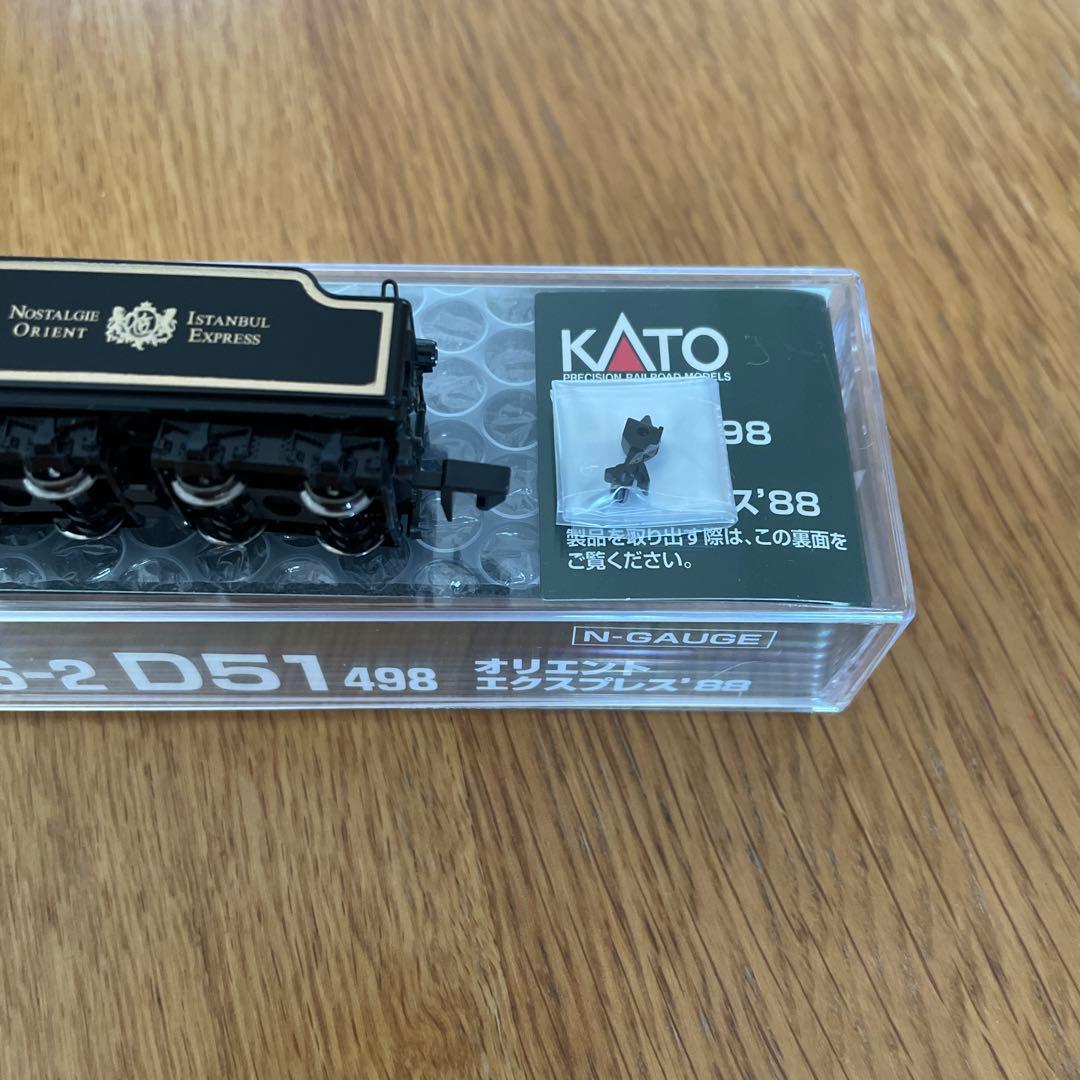 NOSTALGIE
ORIENT
ISTANBUL
EXPRESS
KATO
PRECISION RAILROAD MODELS
98
ス'88
製品を取り出す際は、この裏面を
ご覧ください。
N-GAUGE
6-2 D51 498 オリエント
エクスプレス'88